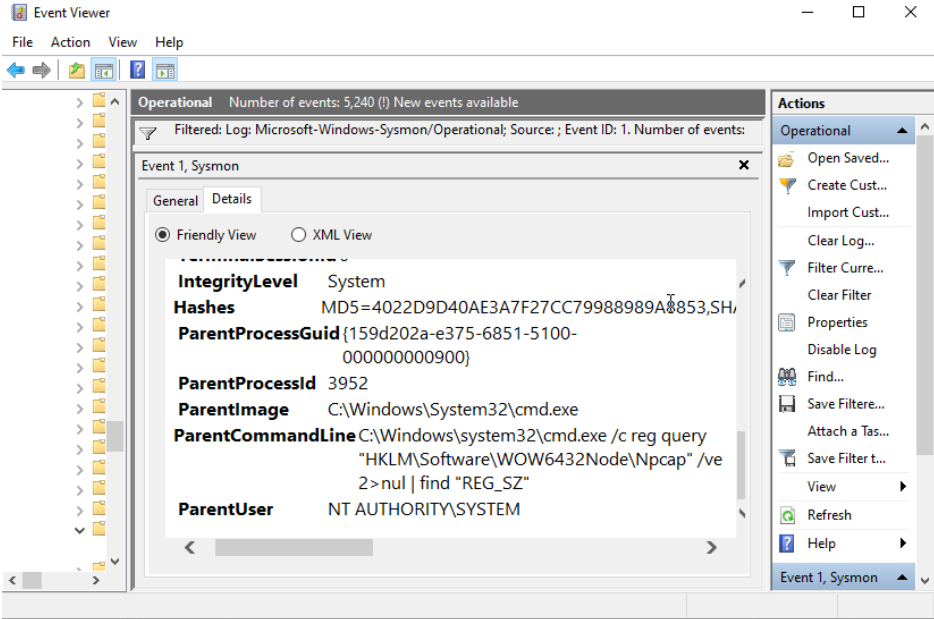 Event Viewer
File Action View Help
Operational Number of events: 5,240 (!) New events available
Filtered: Log: Microsoft-Windows-Sysmon/Operational; Source: ; Event ID: 1. Number of events:
Event 1, Sysmon
General Details
Friendly View XML View
IntegrityLevel System
Hashes MD5=4022D9D40AE3A7F27CC79988989A8853,SHA
ParentProcessGuid {159d202a-e375-6851-5100-
000000000900}
ParentProcessId 3952
ParentImage C:\Windows\System32\cmd.exe
ParentCommandLine C:\Windows\system32\cmd.exe /c reg query
"HKLM\Software\WOW6432Node\Npcap" /ve
2>nul | find "REG_SZ"
ParentUser NT AUTHORITY\SYSTEM
Actions
Operational
Open Saved...
Create Cust...
Import Cust...
Clear Log...
Filter Curre...
Clear Filter
Properties
Disable Log
Find...
Save Filtere...
Attach a Tas...
Save Filter t...
View
Refresh
Help
Event 1, Sysmon